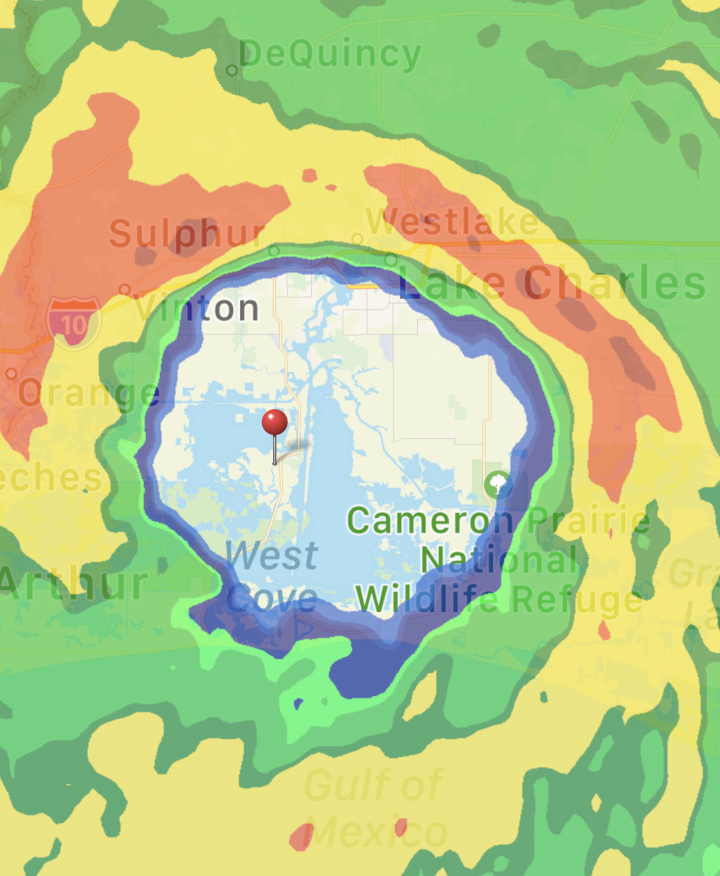 DeQuincy
Sulphur
Westlake
Lake Charles
Vinton
10
Orange
eches
Cameron Prairie
National
Wildlife Refuge
West
Cove
Arthur
Gra
La
Gulf of
Mexico